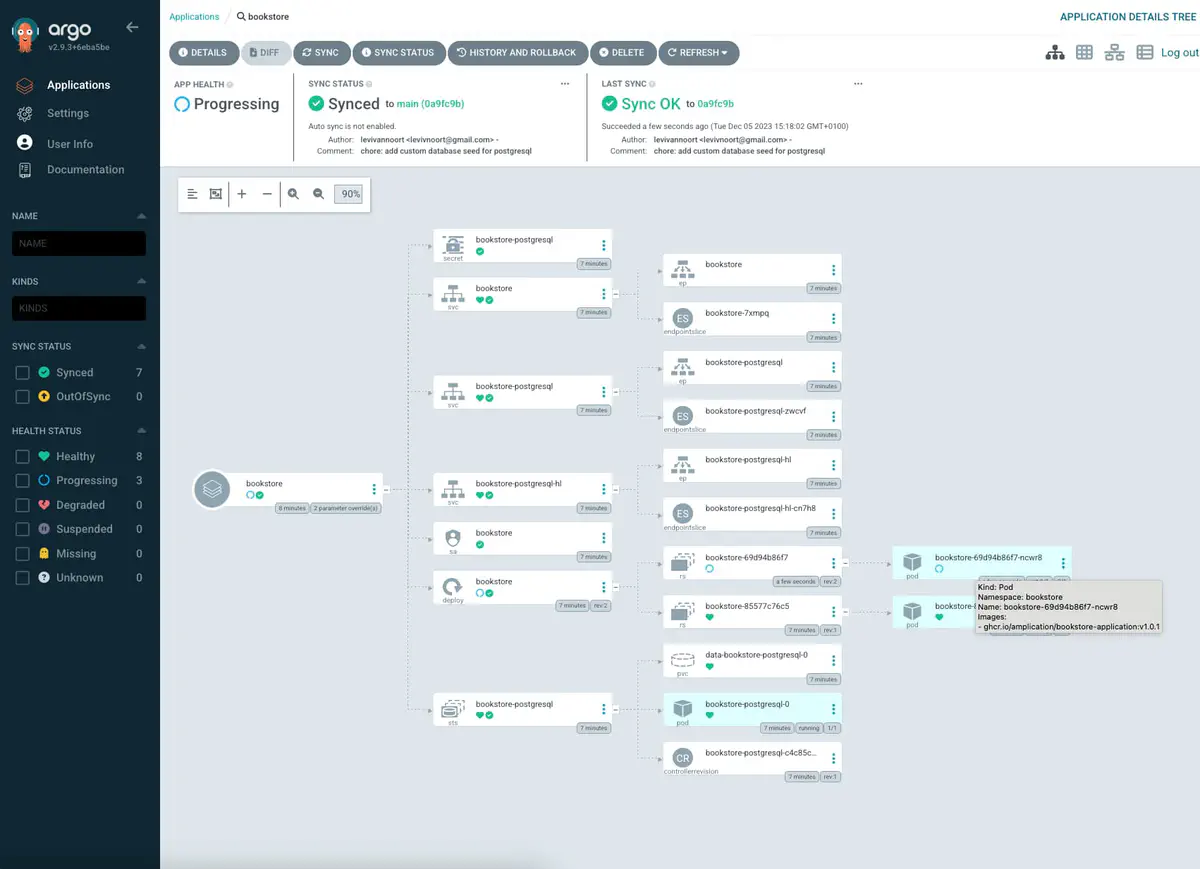 argo
v2.9.3+6eba5be
Applications
Settings
User Info
Documentation
NAME
NAME
KINDS
KINDS
SYNC STATUS
Synced 7
OutOfSync 0
HEALTH STATUS
Healthy 8
Progressing 3
Degraded 0
Suspended 0
Missing 0
Unknown 0
Applications / bookstore
APPLICATION DETAILS TREE
DETAILS DIFF SYNC SYNC STATUS HISTORY AND ROLLBACK DELETE REFRESH
Log out
APP HEALTH
Progressing
SYNC STATUS
Synced to main (0a9fc9b)
Auto sync is not enabled.
Author: levivannoort <levivnoort@gmail.com> -
Comment: chore: add custom database seed for postgresql
LAST SYNC
Sync OK to 0a9fc9b
Succeeded a few seconds ago (Tue Dec 05 2023 15:18:02 GMT+0100)
Author: levivannoort <levivnoort@gmail.com> -
Comment: chore: add custom database seed for postgresql
90%
bookstore
8 minutes 2 parameter override(s)
bookstore-postgresql
secret
7 minutes
bookstore
svc
7 minutes
bookstore-postgresql
svc
7 minutes
bookstore-postgresql-hl
svc
7 minutes
bookstore
sa
7 minutes
bookstore
deploy
7 minutes rev:2
bookstore-postgresql
sts
7 minutes
bookstore
ep
7 minutes
ES bookstore-7xmpq
endpointslice
7 minutes
bookstore-postgresql
ep
7 minutes
ES bookstore-postgresql-zwcvf
endpointslice
7 minutes
bookstore-postgresql-hl
ep
7 minutes
ES bookstore-postgresql-hl-cn7h8
endpointslice
7 minutes
bookstore-69d94b86f7
rs
a few seconds rev:2
bookstore-85577c76c5
rs
7 minutes rev:1
data-bookstore-postgresql-0
pvc
7 minutes
bookstore-postgresql-0
pod
7 minutes running 1/1
CR bookstore-postgresql-c4c85c...
controllerrevision
7 minutes rev:1
bookstore-69d94b86f7-ncwr8
pod
pod
Kind: Pod
Namespace: bookstore
Name: bookstore-69d94b86f7-ncwr8
Images:
- ghcr.io/amplication/bookstore-application:v1.0.1